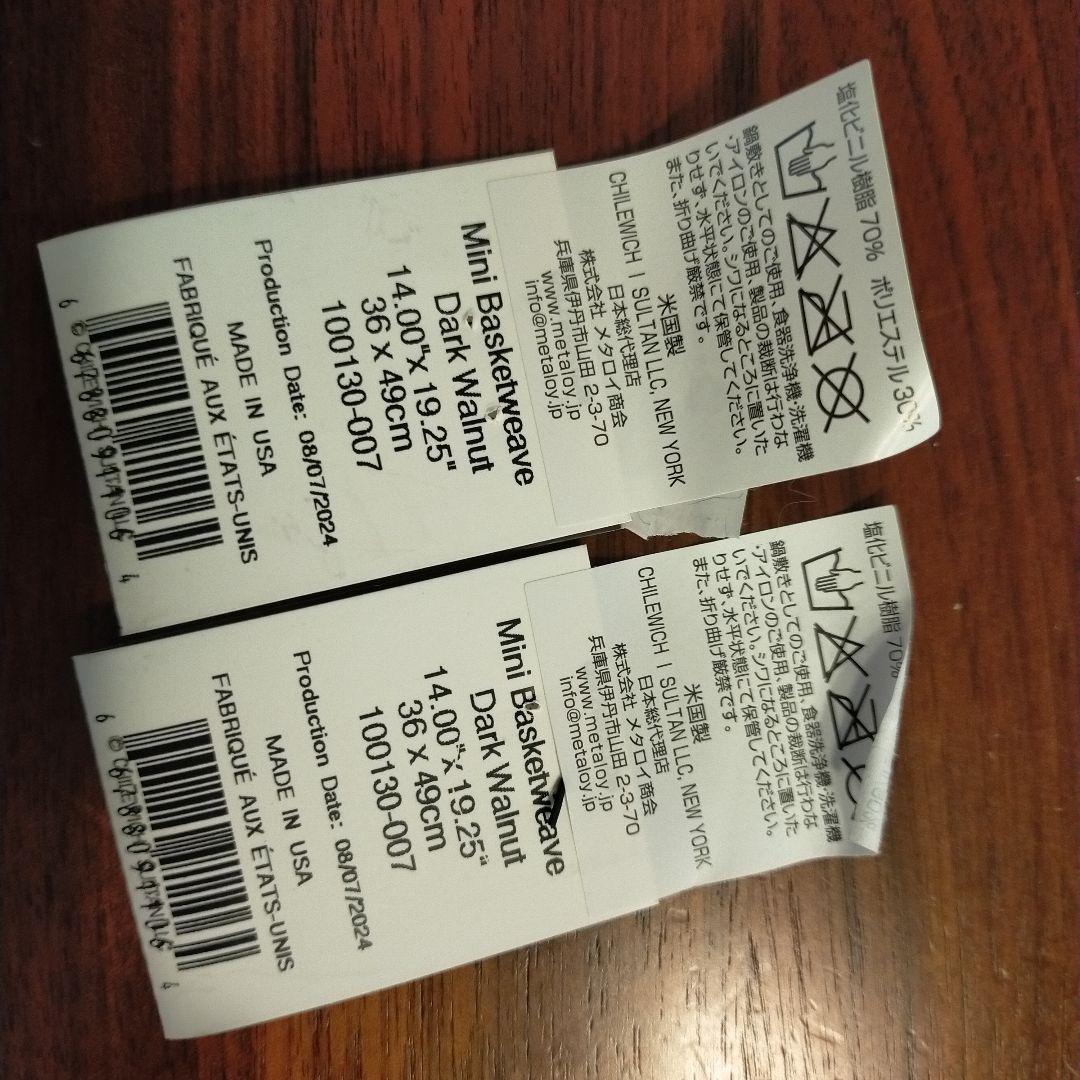 塩化ビニル樹脂 70% ポリエステル 30%
鍋敷きとしてのご使用、食器洗浄機・洗濯機
・アイロンのご使用、製品の裁断は行わな
いでください。シワになるところに置いた
りせず、水平状態にて保管してください。
また、折り曲げ厳禁です。
米国製
CHILEWICH | SULTAN LLC, NEW YORK
日本総代理店
株式会社 メタロイ商会
兵庫県伊丹市山田 2-3-70
www.metaloy.jp
info@metaloy.jp
Mini Basketweave
Dark Walnut
14.00"x 19.25"
36 x 49cm
100130-007
Production Date: 08/07/2024
MADE IN USA
FABRIQUÉ AUX ÉTATS-UNIS
塩化ビニル樹脂 70%
鍋敷きとしてのご使用、食器洗浄機・洗濯機
・アイロンのご使用、製品の裁断は行わな
いでください。シワになるところに置いた
りせず、水平状態にて保管してください。
また、折り曲げ厳禁です。
米国製
CHILEWICH | SULTAN LLC, NEW YORK
日本総代理店
株式会社 メタロイ商会
兵庫県伊丹市山田 2-3-70
www.metaloy.jp
info@metaloy.jp
Mini Basketweave
Dark Walnut
14.00"x 19.25"
36 x 49cm
100130-007
Production Date: 08/07/2024
MADE IN USA
FABRIQUÉ AUX ÉTATS-UNIS